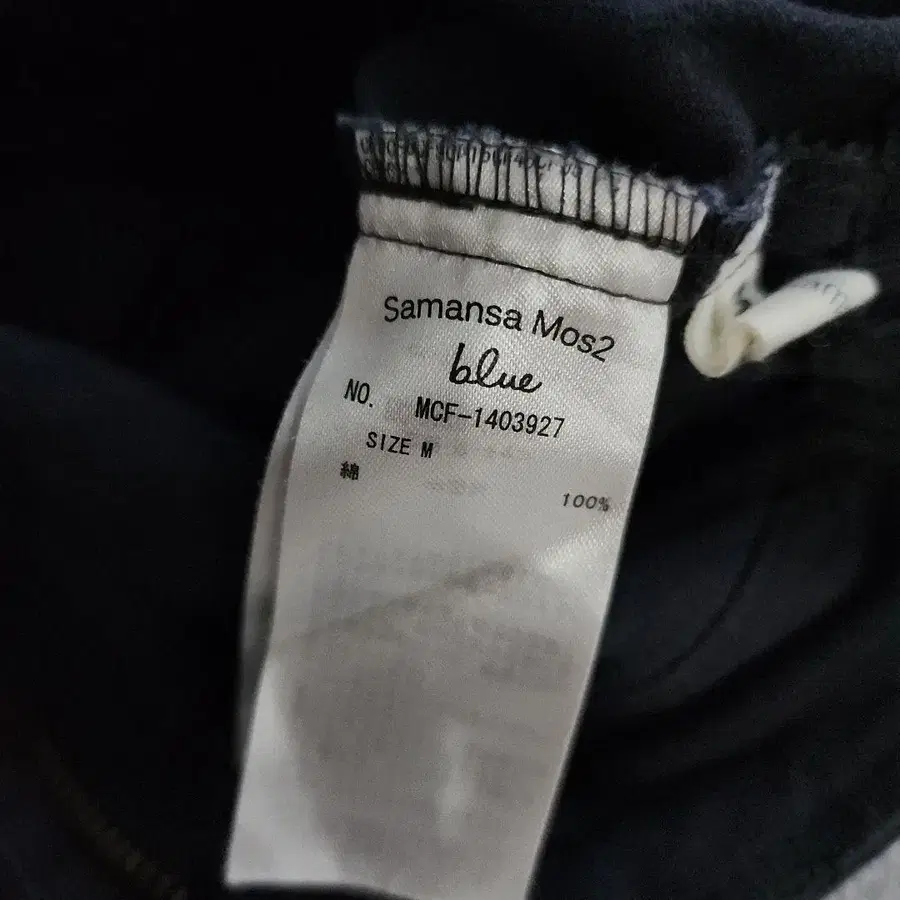 Samansa Mos2
blue
NO. MCF-1403927
SIZE M
綿 100%